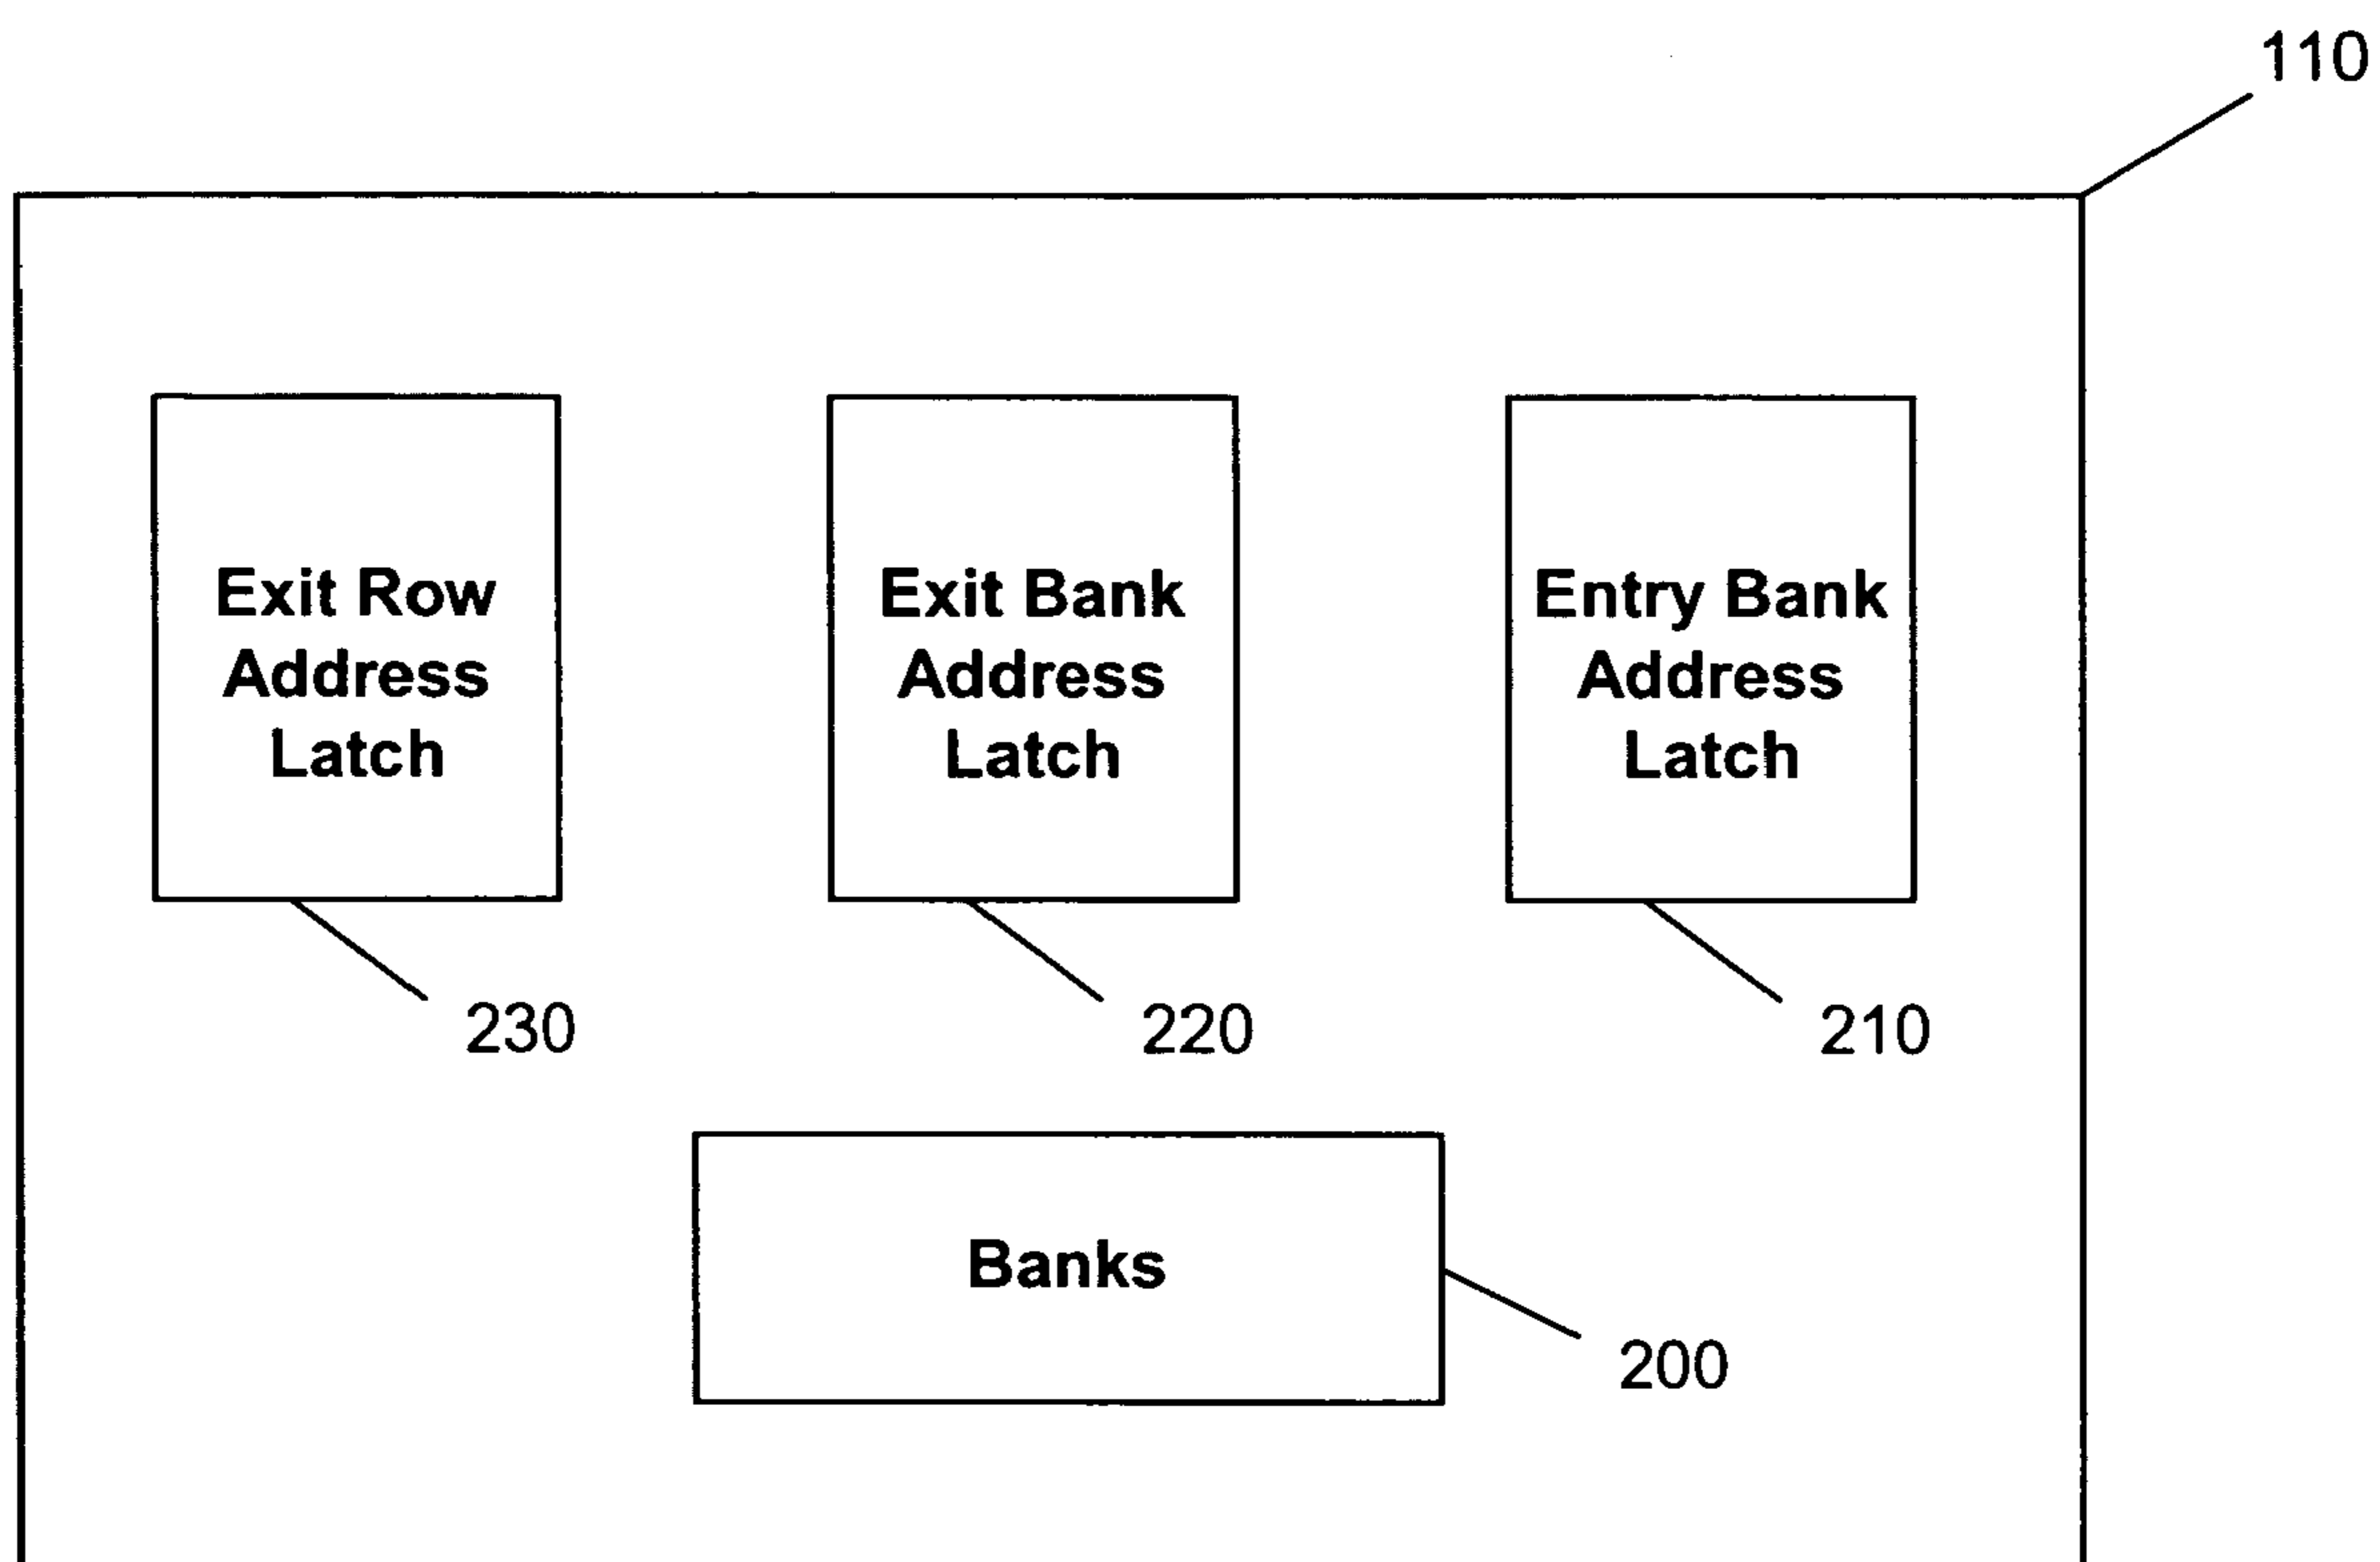 110
Exit Row
Address
Latch
Exit Bank
Address
Latch
Entry Bank
Address
Latch
230
220
210
Banks
200